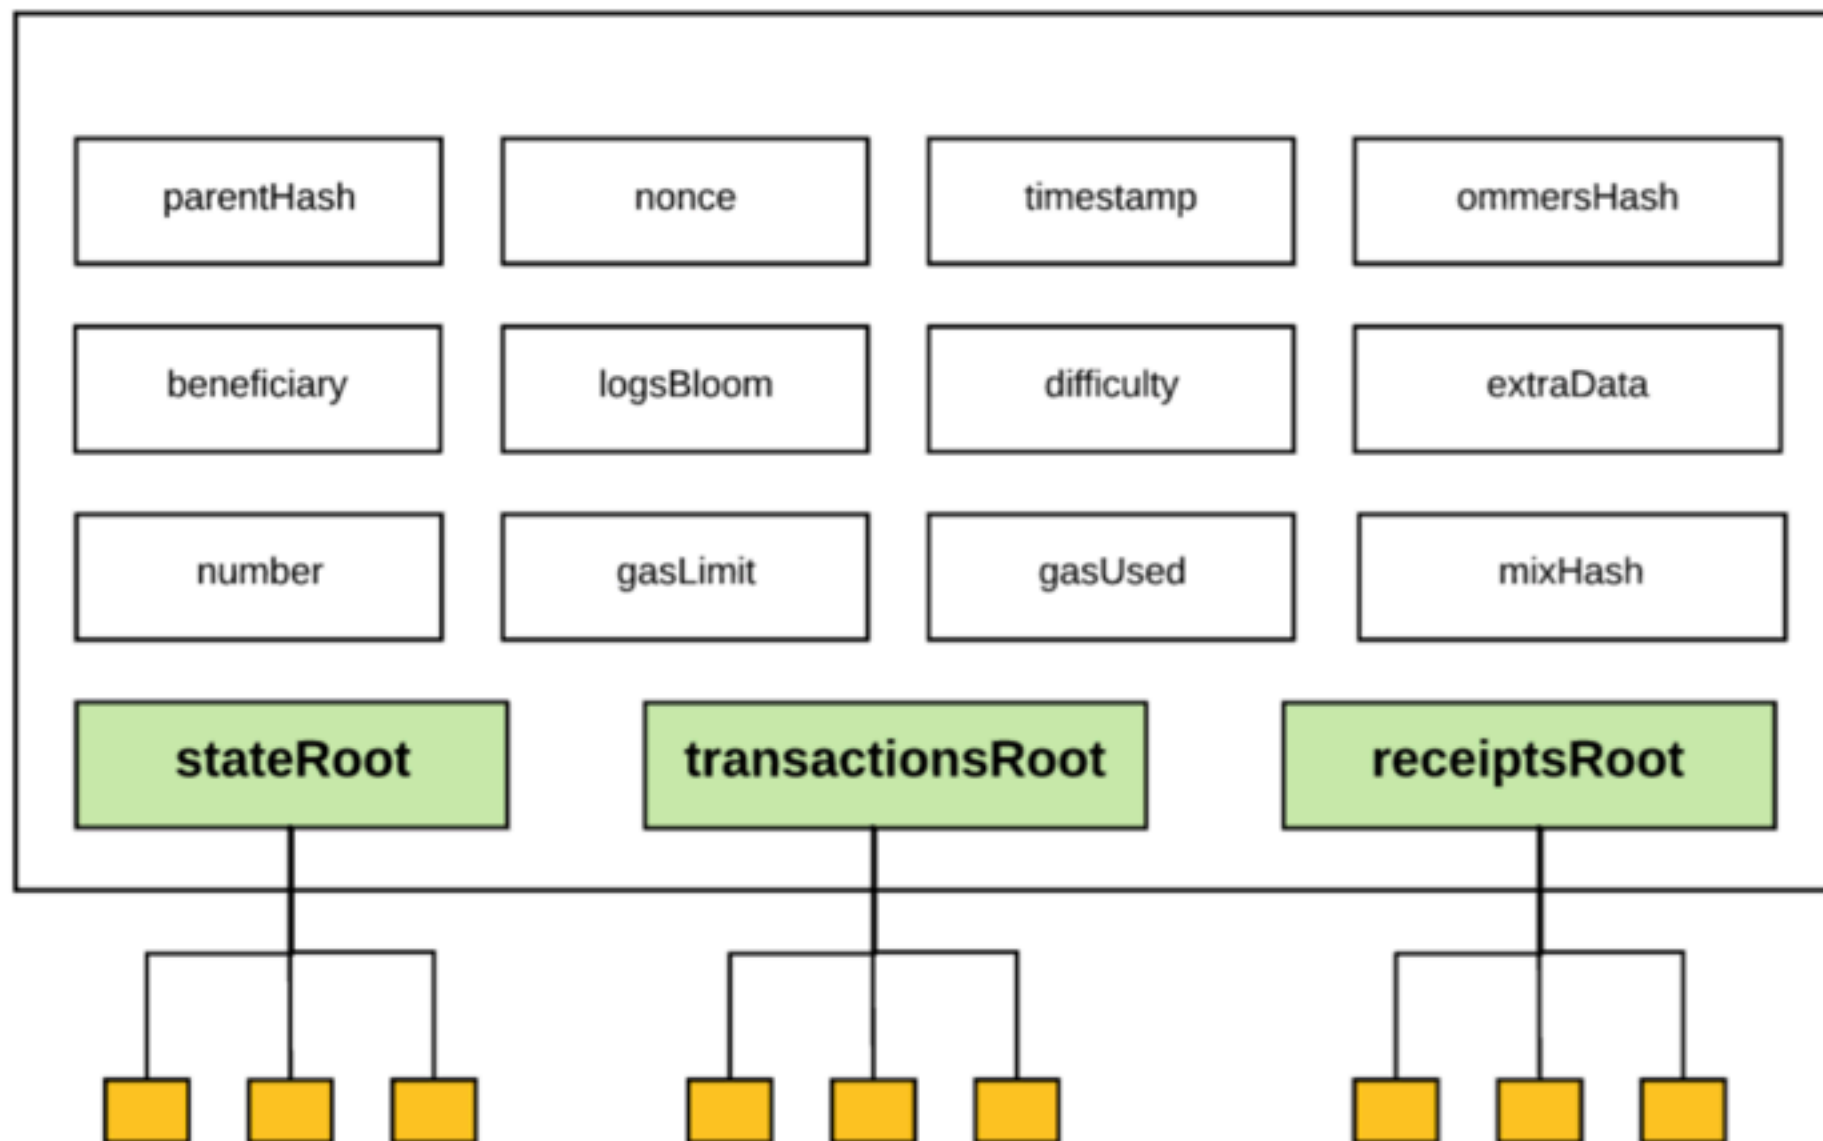 parentHash
nonce
timestamp
ommersHash
beneficiary
logsBloom
difficulty
extraData
number
gasLimit
gasUsed
mixHash
stateRoot
transactionsRoot
receiptsRoot